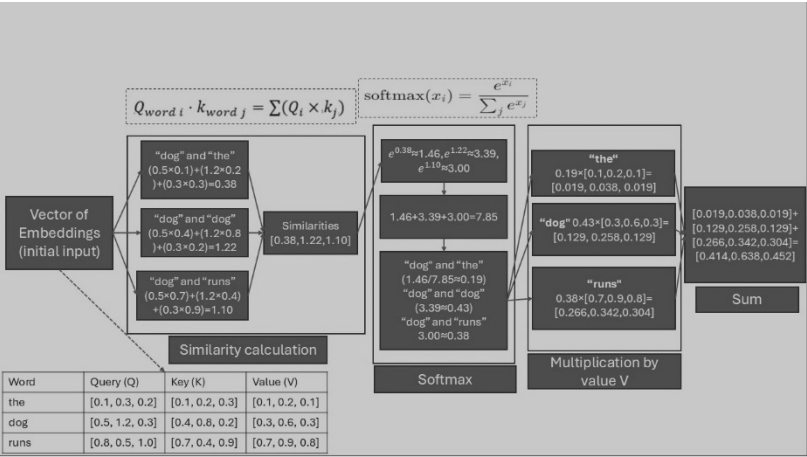 Q word i · k word j = ∑(Q i × k j)
softmax(x i) = e^x i / ∑ j e^x j
Vector of
Embeddings
(initial input)
"dog" and "the"
(0.5×0.1)+(1.2×0.2
)+(0.3×0.3)=0.38
"dog" and "dog"
(0.5×0.4)+(1.2×0.8
)+(0.3×0.2)=1.22
"dog" and "runs"
(0.5×0.7)+(1.2×0.4)
+(0.3×0.9)=1.10
Similarities
[0.38,1.22,1.10]
Similarity calculation
e^0.38≈1.46,e^1.22≈3.39,
e^1.10≈3.00
1.46+3.39+3.00=7.85
"dog" and "the"
(1.46/7.85≈0.19)
"dog" and "dog"
(3.39≈0.43)
"dog" and "runs"
3.00≈0.38
Softmax
"the"
0.19×[0.1,0.2,0.1]=
[0.019, 0.038, 0.019]
"dog" 0.43×[0.3,0.6,0.3]=
[0.129, 0.258,0.129]
"runs"
0.38×[0.7,0.9,0.8]=
[0.266,0.342,0.304]
Multiplication by
value V
[0.019,0.038,0.019]+
[0.129,0.258,0.129]+
[0.266,0.342,0.304]=
[0.414,0.638,0.452]
Sum
Word Query (Q) Key (K) Value (V)
the [0.1, 0.3, 0.2] [0.1, 0.2, 0.3] [0.1, 0.2, 0.1]
dog [0.5, 1.2, 0.3] [0.4, 0.8, 0.2] [0.3, 0.6, 0.3]
runs [0.8, 0.5, 1.0] [0.7, 0.4, 0.9] [0.7, 0.9, 0.8]